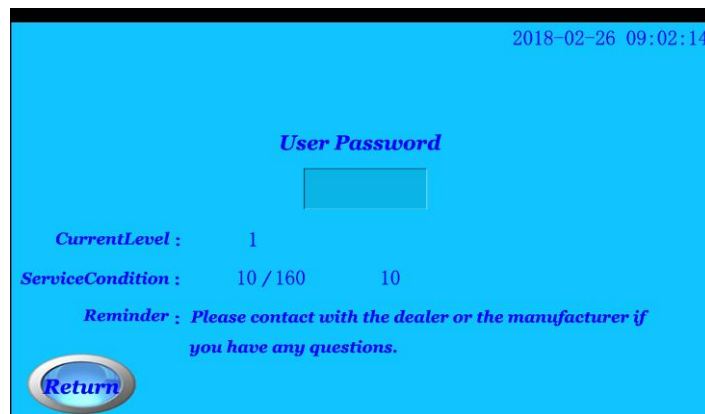 2018-02-26 09:02:14
User Password
CurrentLevel : 1
ServiceCondition : 10 / 160 10
Reminder : Please contact with the dealer or the manufacturer if
you have any questions.
Return